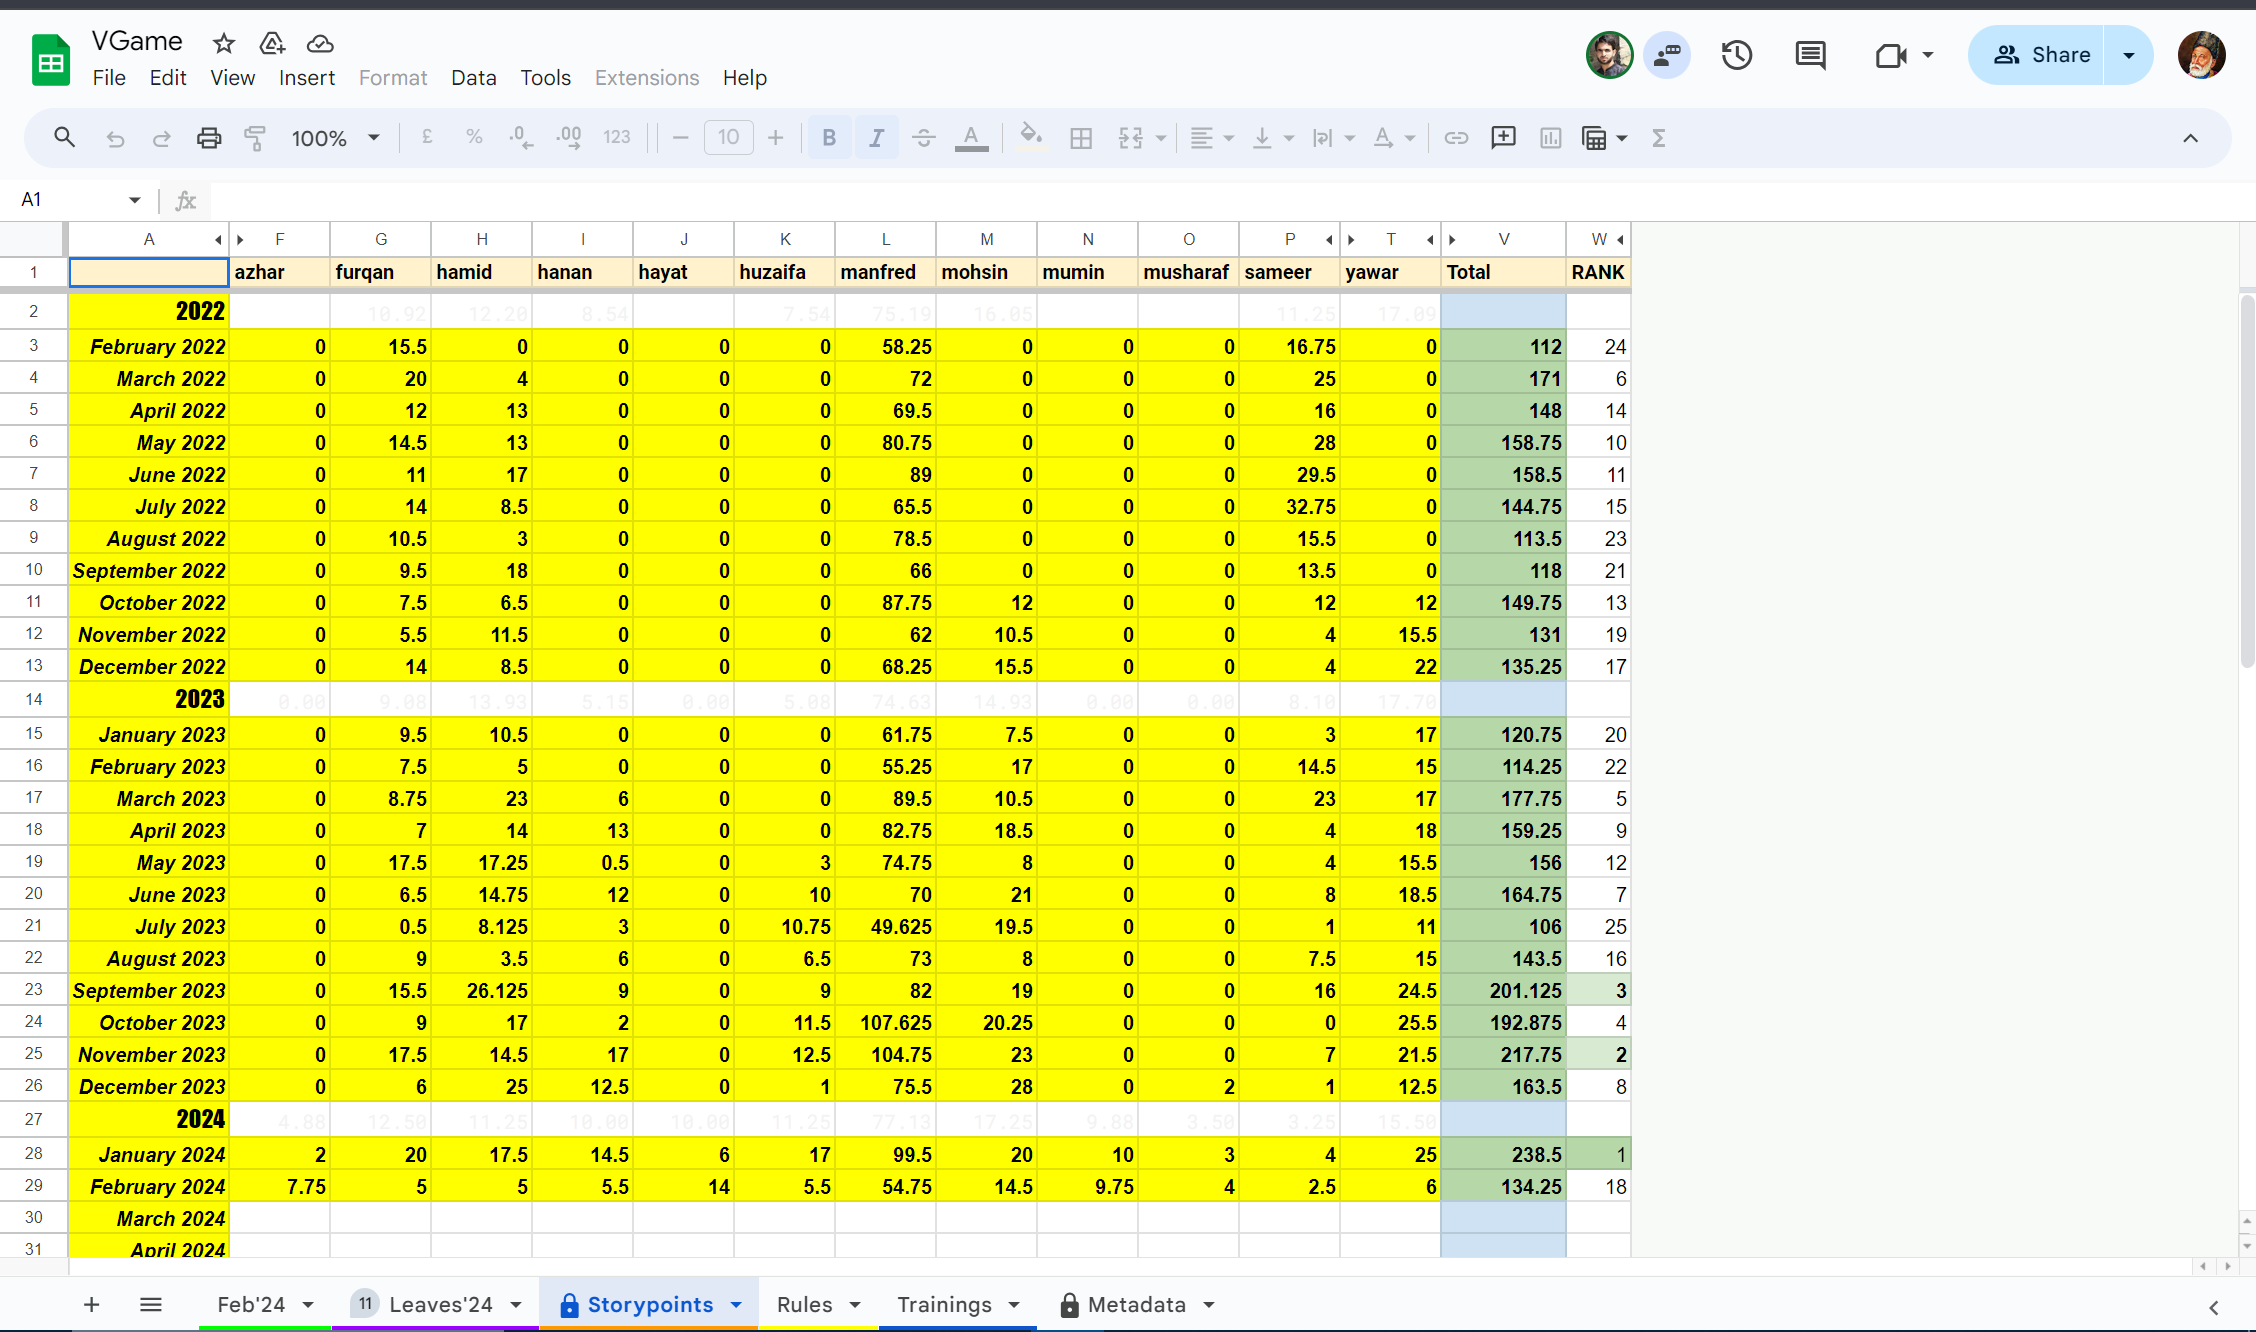 VGame
File Edit View Insert Format Data Tools Extensions Help
Share
100% £ % .0 .00 123 10 B I A A Σ
A1 fx
A F G H I J K L M N O P T V W
1 azhar furqan hamid hanan hayat huzaifa manfred mohsin mumin musharaf sameer yawar Total RANK
2 2022 10.92 12.20 8.54 7.54 75.19 16.05 11.25 17.09
3 February 2022 0 15.5 0 0 0 0 58.25 0 0 0 16.75 0 112 24
4 March 2022 0 20 4 0 0 0 72 0 0 0 25 0 171 6
5 April 2022 0 12 13 0 0 0 69.5 0 0 0 16 0 148 14
6 May 2022 0 14.5 13 0 0 0 80.75 0 0 0 28 0 158.75 10
7 June 2022 0 11 17 0 0 0 89 0 0 0 29.5 0 158.5 11
8 July 2022 0 14 8.5 0 0 0 65.5 0 0 0 32.75 0 144.75 15
9 August 2022 0 10.5 3 0 0 0 78.5 0 0 0 15.5 0 113.5 23
10 September 2022 0 9.5 18 0 0 0 66 0 0 0 13.5 0 118 21
11 October 2022 0 7.5 6.5 0 0 0 87.75 12 0 0 12 12 149.75 13
12 November 2022 0 5.5 11.5 0 0 0 62 10.5 0 0 4 15.5 131 19
13 December 2022 0 14 8.5 0 0 0 68.25 15.5 0 0 4 22 135.25 17
14 2023 0.00 9.08 13.93 5.15 0.00 5.08 74.63 14.93 0.00 0.00 8.10 17.70
15 January 2023 0 9.5 10.5 0 0 0 61.75 7.5 0 0 3 17 120.75 20
16 February 2023 0 7.5 5 0 0 0 55.25 17 0 0 14.5 15 114.25 22
17 March 2023 0 8.75 23 6 0 0 89.5 10.5 0 0 23 17 177.75 5
18 April 2023 0 7 14 13 0 0 82.75 18.5 0 0 4 18 159.25 9
19 May 2023 0 17.5 17.25 0.5 0 3 74.75 8 0 0 4 15.5 156 12
20 June 2023 0 6.5 14.75 12 0 10 70 21 0 0 8 18.5 164.75 7
21 July 2023 0 0.5 8.125 3 0 10.75 49.625 19.5 0 0 1 11 106 25
22 August 2023 0 9 3.5 6 0 6.5 73 8 0 0 7.5 15 143.5 16
23 September 2023 0 15.5 26.125 9 0 9 82 19 0 0 16 24.5 201.125 3
24 October 2023 0 9 17 2 0 11.5 107.625 20.25 0 0 0 25.5 192.875 4
25 November 2023 0 17.5 14.5 17 0 12.5 104.75 23 0 0 7 21.5 217.75 2
26 December 2023 0 6 25 12.5 0 1 75.5 28 0 2 1 12.5 163.5 8
27 2024 4.88 12.50 11.25 10.00 10.00 11.25 77.13 17.25 9.88 3.50 3.25 15.50
28 January 2024 2 20 17.5 14.5 6 17 99.5 20 10 3 4 25 238.5 1
29 February 2024 7.75 5 5 5.5 14 5.5 54.75 14.5 9.75 4 2.5 6 134.25 18
30 March 2024
31 April 2024
Feb'24 11 Leaves'24 Storypoints Rules Trainings Metadata